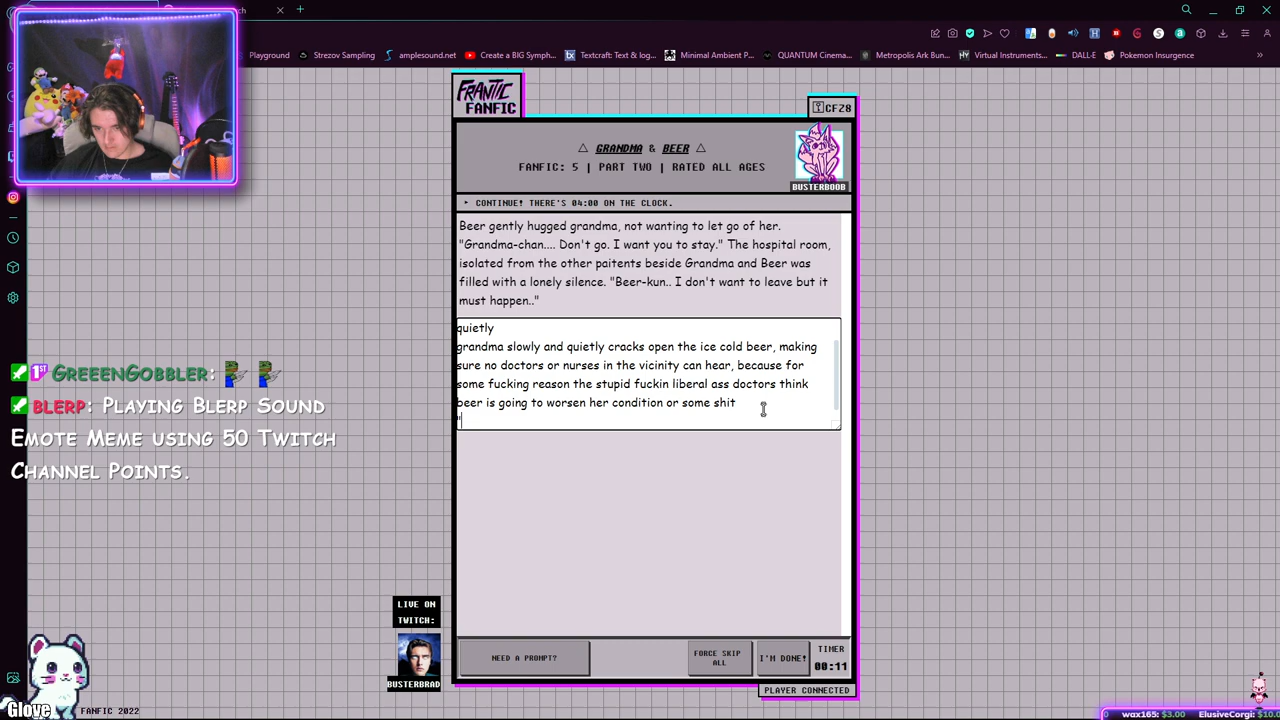 ch
Playground
Strezov Sampling
amplesound.net
Create a BIG Symph...
Textcraft: Text & log...
Minimal Ambient P...
QUANTUM Cinema...
Metropolis Ark Bun...
Virtual Instruments...
DALL-E
Pokemon Insurgence
FRANTIC
FANFIC
CFZ8
△ GRANDMA & BEER △
FANFIC: 5 | PART TWO | RATED ALL AGES
BUSTERBOOB
CONTINUE! THERE'S 04:00 ON THE CLOCK.
Beer gently hugged grandma, not wanting to let go of her.
"Grandma-chan.... Don't go. I want you to stay." The hospital room,
isolated from the other paitents beside Grandma and Beer was
filled with a lonely silence. "Beer-kun.. I don't want to leave but it
must happen.."
quietly
grandma slowly and quietly cracks open the ice cold beer, making
sure no doctors or nurses in the vicinity can hear, because for
some fucking reason the stupid fuckin liberal ass doctors think
beer is going to worsen her condition or some shit
"
1ST GREEENGOBBLER:
BLERP: PLAYING BLERP SOUND
EMOTE MEME USING 50 TWITCH
CHANNEL POINTS.
LIVE ON
TWITCH:
BUSTERBRAD
NEED A PROMPT?
FORCE SKIP
ALL
I'M DONE!
TIMER
00:11
PLAYER CONNECTED
Glove
FANFIC 2022
wax165: $3.00
ElusiveCorgi: $10.0